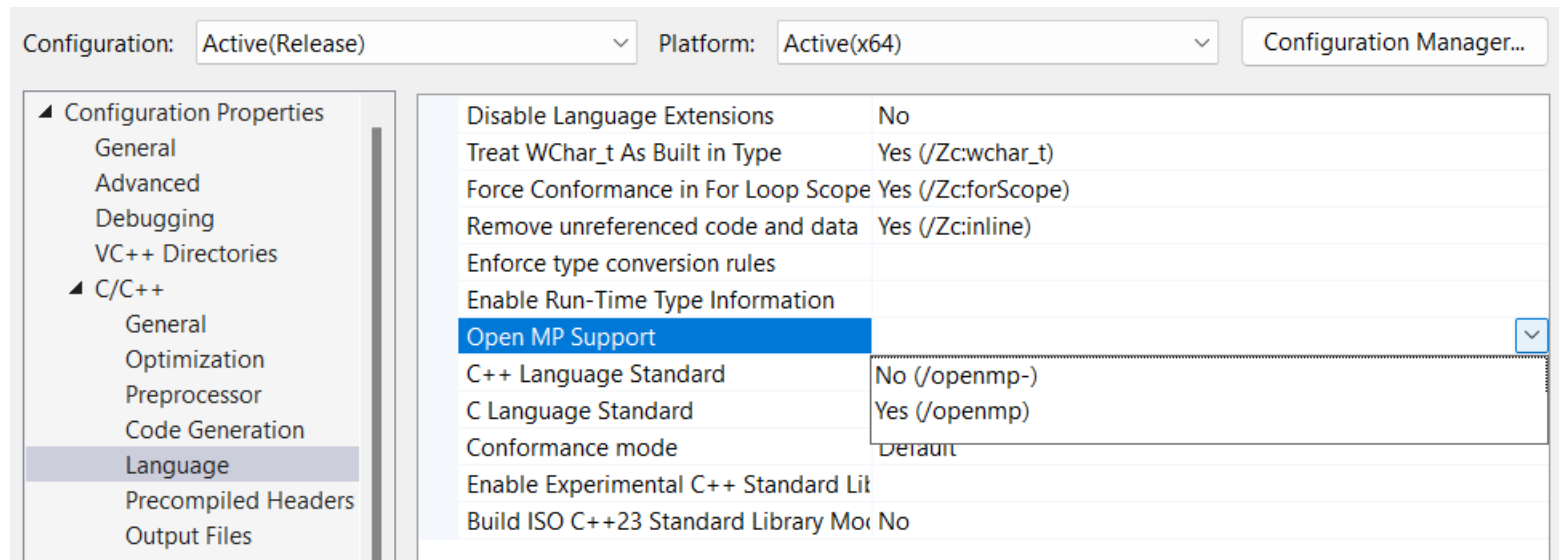 Configuration: Active(Release) Platform: Active(x64) Configuration Manager...
Configuration Properties
General
Advanced
Debugging
VC++ Directories
C/C++
General
Optimization
Preprocessor
Code Generation
Language
Precompiled Headers
Output Files
Disable Language Extensions No
Treat WChar_t As Built in Type Yes (/Zc:wchar_t)
Force Conformance in For Loop Scope Yes (/Zc:forScope)
Remove unreferenced code and data Yes (/Zc:inline)
Enforce type conversion rules
Enable Run-Time Type Information
Open MP Support
C++ Language Standard No (/openmp-)
C Language Standard Yes (/openmp)
Conformance mode Default
Enable Experimental C++ Standard Lib
Build ISO C++23 Standard Library Mod No